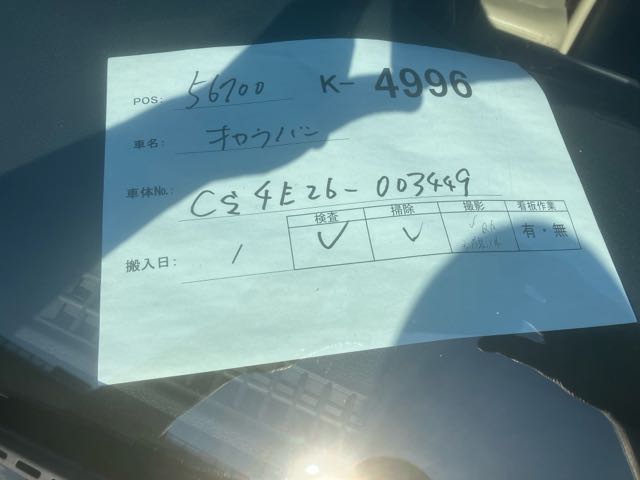 POS: 56700 K- 4996
車名: キャラバン
車体No.: CS4E26-003449
検査 掃除 撮影 看板作業
搬入日: / ✓ ✓ 有・無